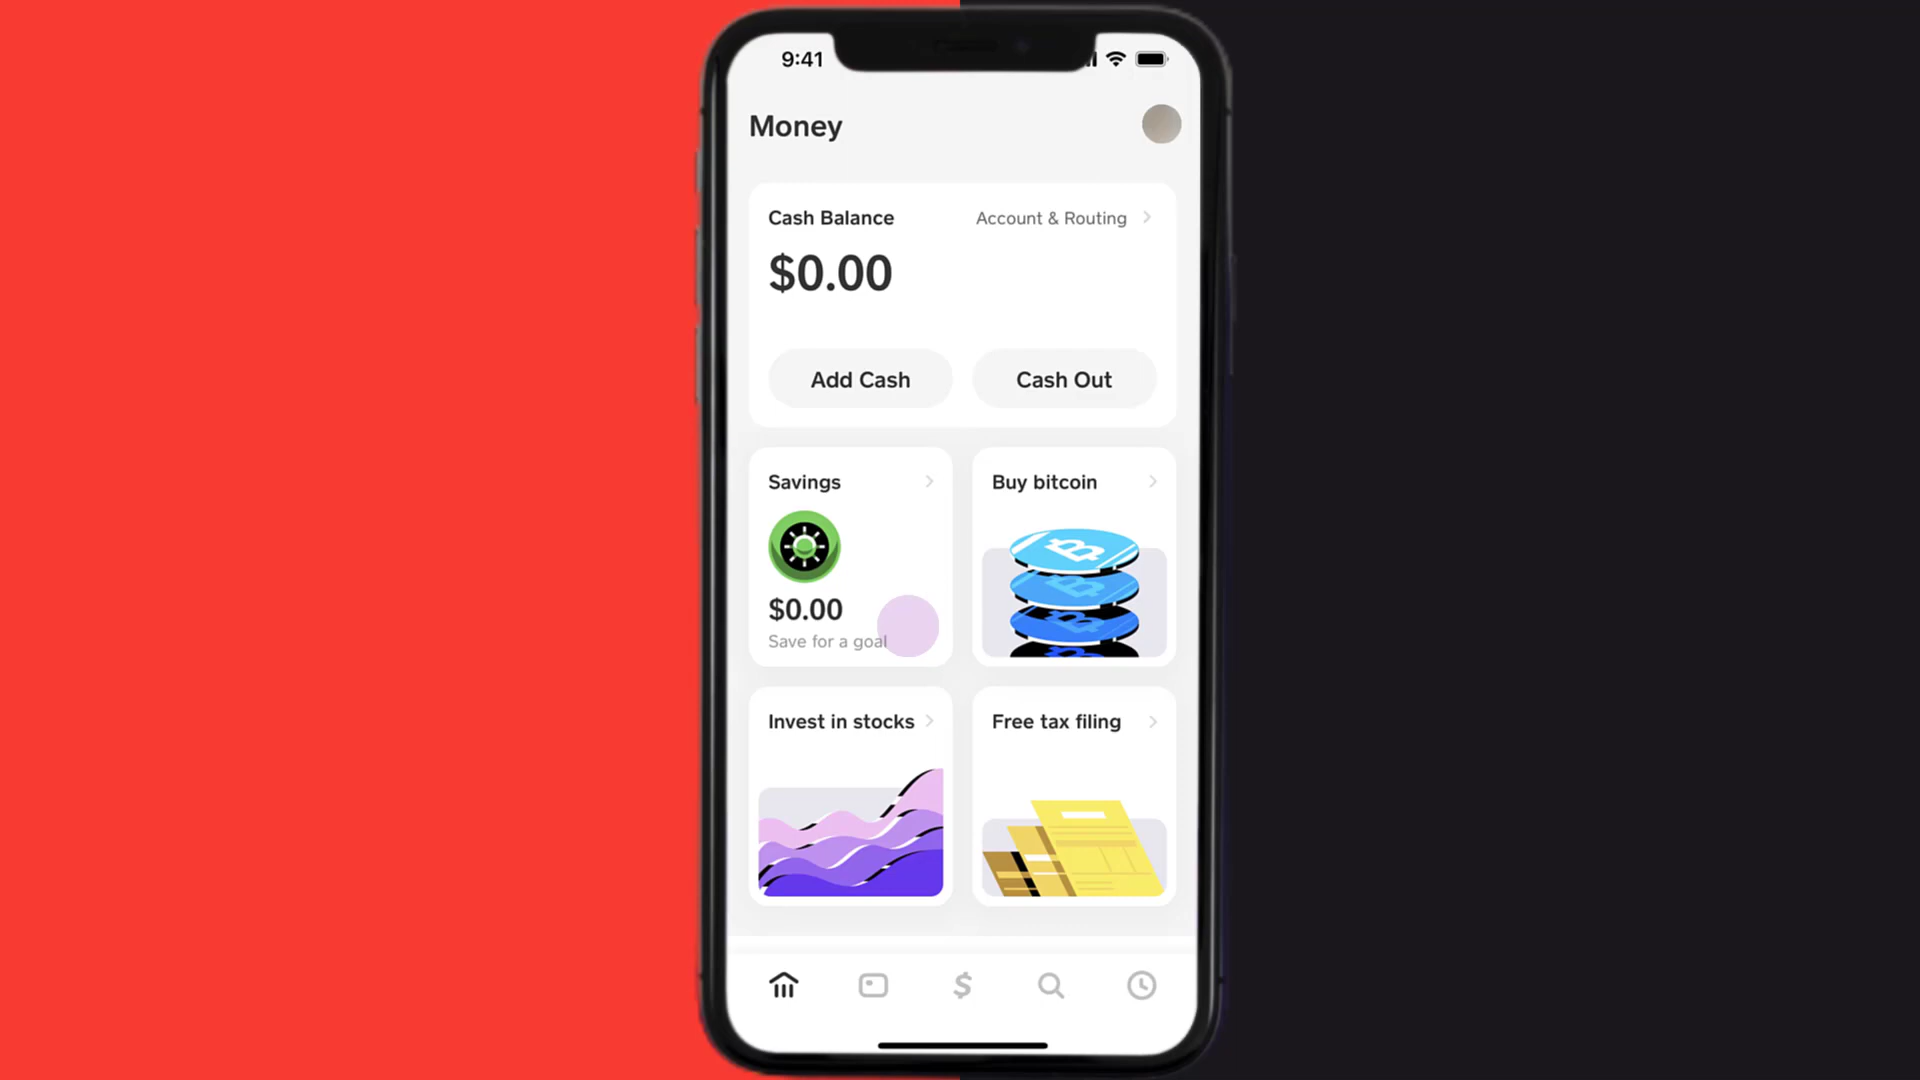 9:41
Money
Cash Balance
Account & Routing
$0.00
Add Cash
Cash Out
Savings
Buy bitcoin
$0.00
Save for a goal
Invest in stocks
Free tax filing